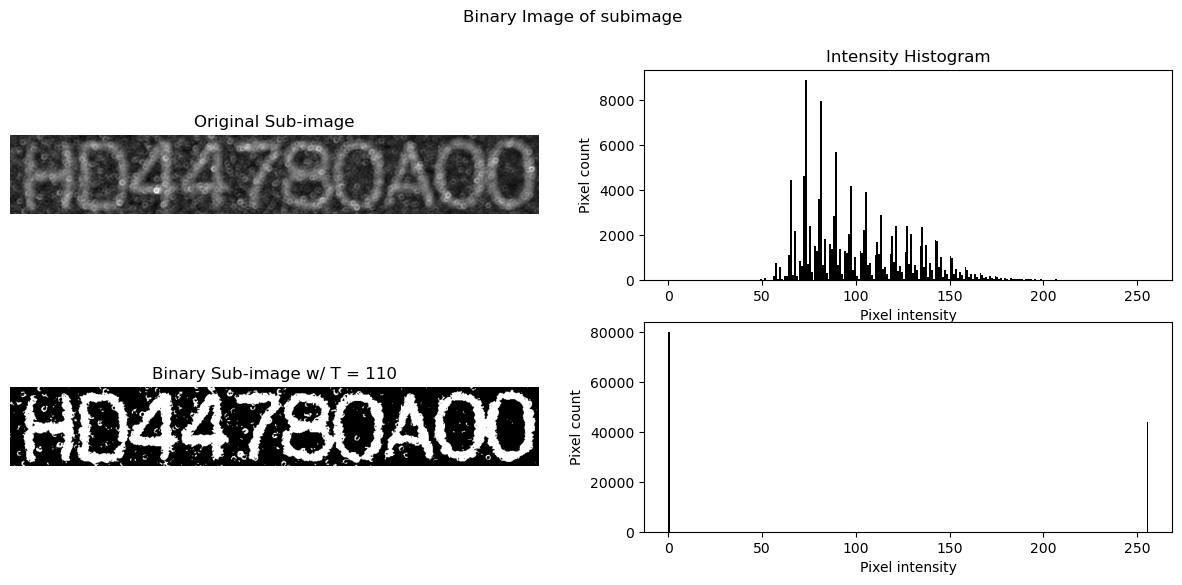 Binary Image of subimage
Original Sub-image
HD44780A00
Intensity Histogram
Pixel count
8000
6000
4000
2000
0
0 50 100 150 200 250
Pixel intensity
Binary Sub-image w/ T = 110
HD44780A00
Pixel count
80000
60000
40000
20000
0
0 50 100 150 200 250
Pixel intensity